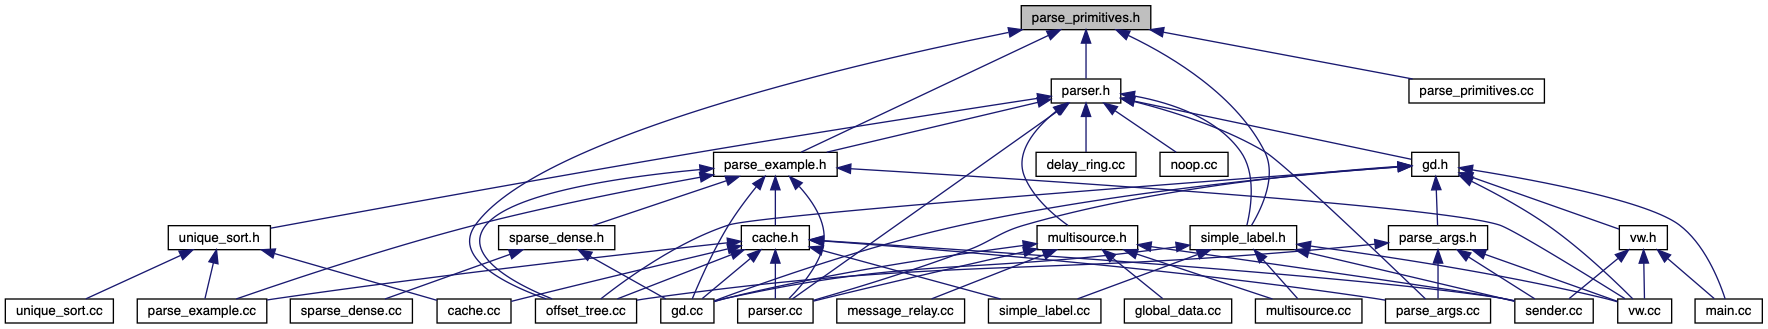 parse_primitives.h
parser.h
parse_primitives.cc
parse_example.h
delay_ring.cc
noop.cc
gd.h
unique_sort.h
sparse_dense.h
cache.h
multisource.h
simple_label.h
parse_args.h
vw.h
unique_sort.cc
parse_example.cc
sparse_dense.cc
cache.cc
offset_tree.cc
gd.cc
parser.cc
message_relay.cc
simple_label.cc
global_data.cc
multisource.cc
parse_args.cc
sender.cc
vw.cc
main.cc